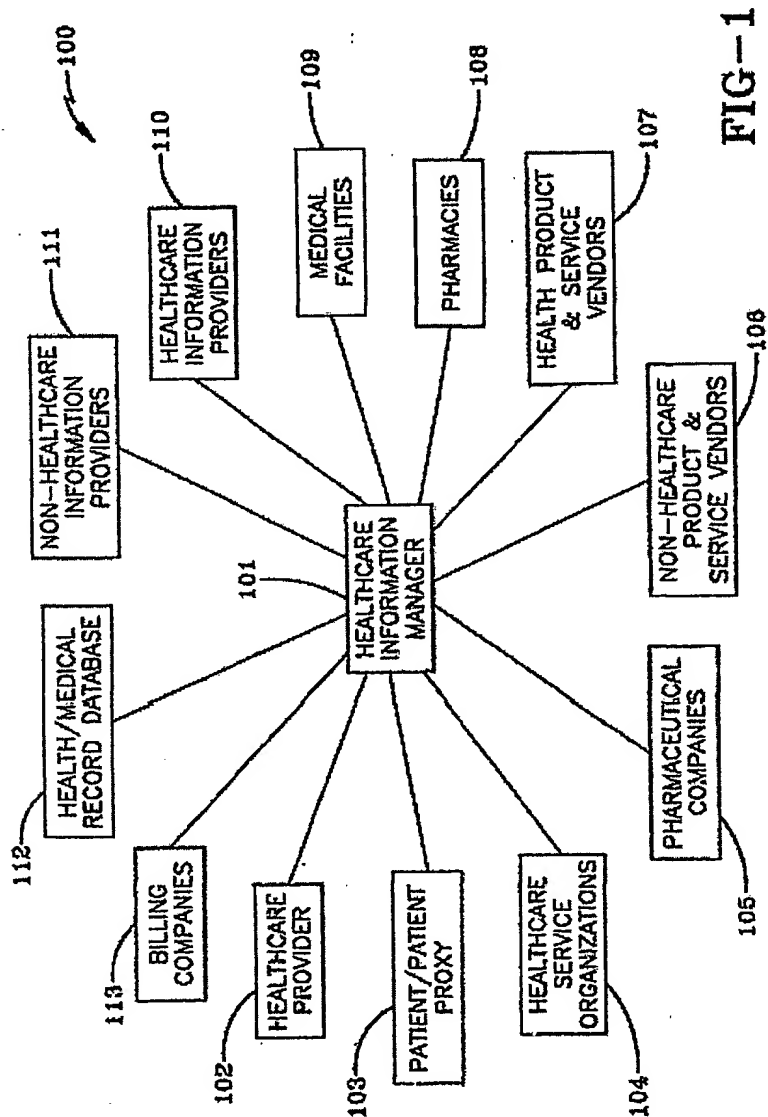 100
111
NON-HEALTHCARE
INFORMATION
PROVIDERS
110
HEALTHCARE
INFORMATION
PROVIDERS
109
MEDICAL
FACILITIES
108
PHARMACIES
107
HEALTH PRODUCT
& SERVICE
VENDORS
106
NON-HEALTHCARE
PRODUCT &
SERVICE VENDORS
105
PHARMACEUTICAL
COMPANIES
104
HEALTHCARE
SERVICE
ORGANIZATIONS
103
PATIENT/PATIENT
PROXY
102
HEALTHCARE
PROVIDER
113
BILLING
COMPANIES
112
HEALTH/MEDICAL
RECORD DATABASE
101
HEALTHCARE
INFORMATION
MANAGER
FIG-1